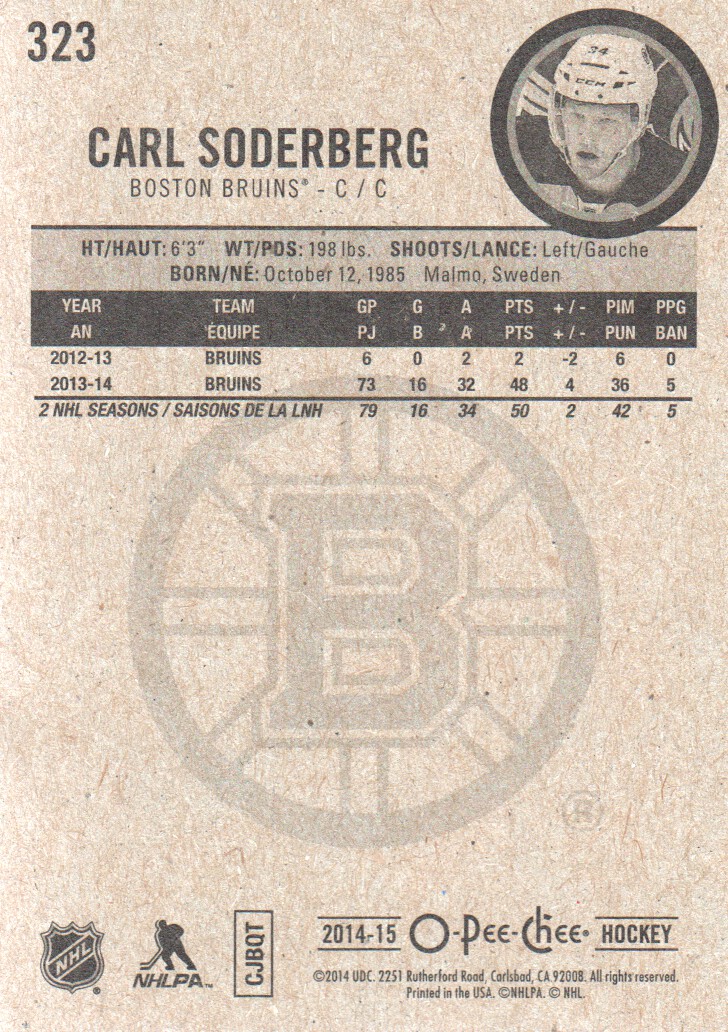 323
34
CCM
CARL SODERBERG
BOSTON BRUINS® - C / C
HT/HAUT: 6'3" WT/PDS: 198 lbs. SHOOTS/LANCE: Left/Gauche
BORN/NÉ: October 12, 1985 Malmo, Sweden
YEAR TEAM GP G A PTS +/- PIM PPG
AN ÉQUIPE PJ B A PTS +/- PUN BAN
2012-13 BRUINS 6 0 2 2 -2 6 0
2013-14 BRUINS 73 16 32 48 4 36 5
2 NHL SEASONS / SAISONS DE LA LNH 79 16 34 50 2 42 5
B
®
NHL ®
NHLPA™
CJBQT
2014-15 O-Pee-Chee® HOCKEY
©2014 UDC. 2251 Rutherford Road, Carlsbad, CA 92008. All rights reserved.
Printed in the USA. ©NHLPA. © NHL.